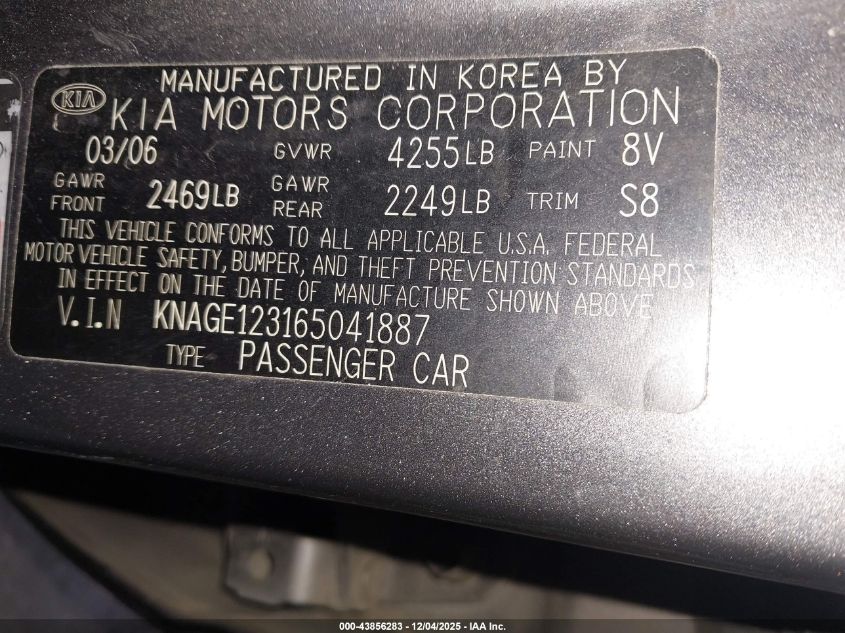 MANUFACTURED IN KOREA BY
KIA KIA MOTORS CORPORATION
03/06 GVWR 4255LB PAINT 8V
GAWR FRONT 2469LB GAWR REAR 2249LB TRIM S8
THIS VEHICLE CONFORMS TO ALL APPLICABLE U.S.A. FEDERAL
MOTOR VEHICLE SAFETY, BUMPER, AND THEFT PREVENTION STANDARDS
IN EFFECT ON THE DATE OF MANUFACTURE SHOWN ABOVE
V.I.N KNAGE123165041887
TYPE PASSENGER CAR
000-43856283 - 12/04/2025 - IAA Inc.